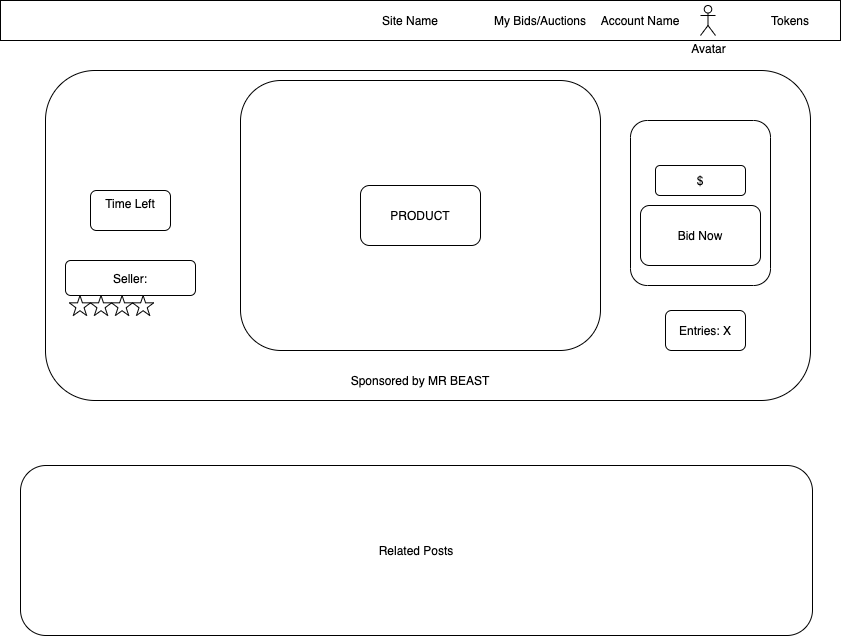 Site Name
My Bids/Auctions
Account Name
Tokens
Avatar
Time Left
Seller:
PRODUCT
$
Bid Now
Entries: X
Sponsored by MR BEAST
Related Posts